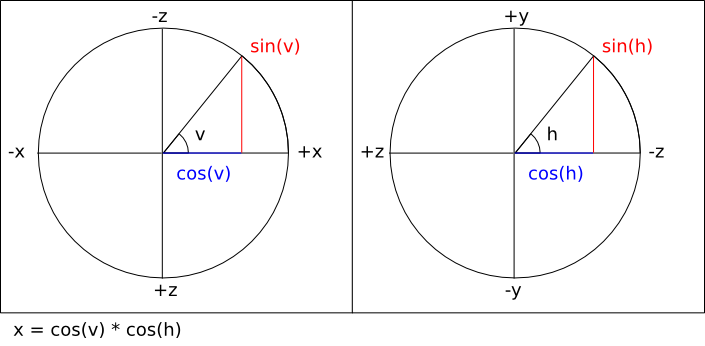 -z
sin(v)
-x
v
+x
cos(v)
+z
+y
sin(h)
+z
h
-z
cos(h)
-y
x = cos(v) * cos(h)